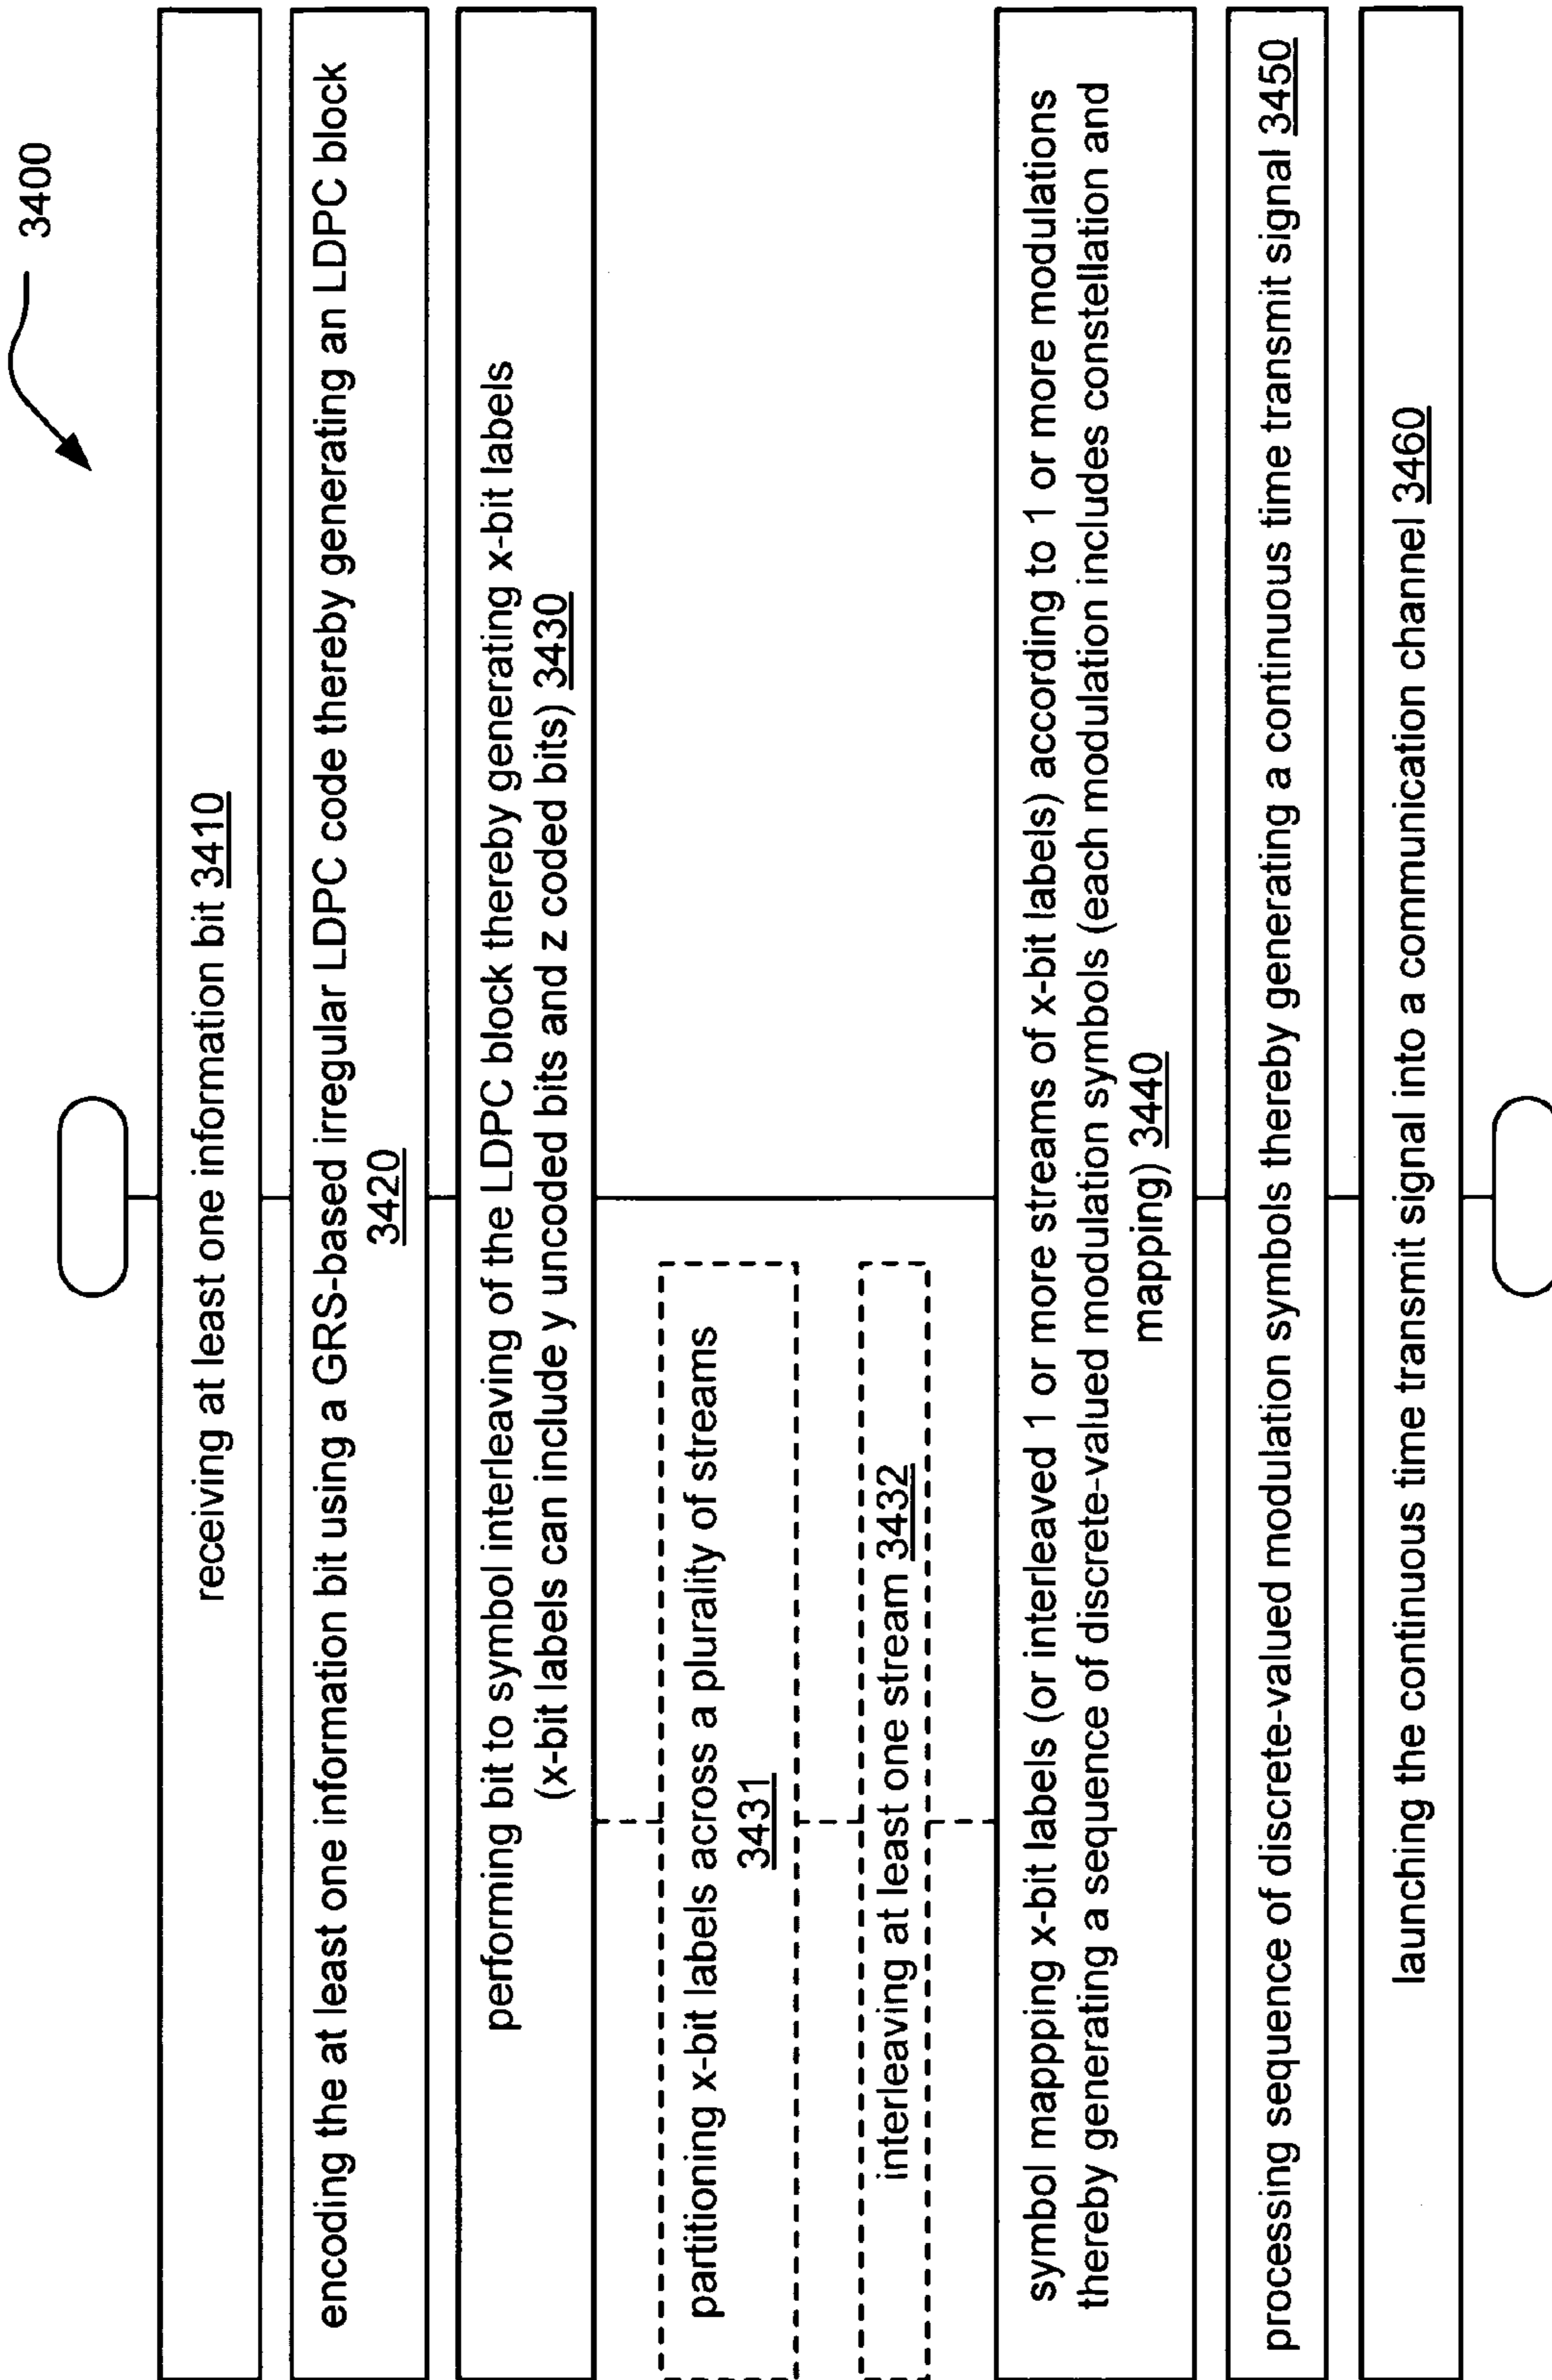 3400
receiving at least one information bit 3410
encoding the at least one information bit using a GRS-based irregular LDPC code thereby generating an LDPC block
3420
performing bit to symbol interleaving of the LDPC block thereby generating x-bit labels
(x-bit labels can include y uncoded bits and z coded bits) 3430
partitioning x-bit labels across a plurality of streams
3431
interleaving at least one stream 3432
symbol mapping x-bit labels (or interleaved 1 or more streams of x-bit labels) according to 1 or more modulations
thereby generating a sequence of discrete-valued modulation symbols (each modulation includes constellation and
mapping) 3440
processing sequence of discrete-valued modulation symbols thereby generating a continuous time transmit signal 3450
launching the continuous time transmit signal into a communication channel 3460